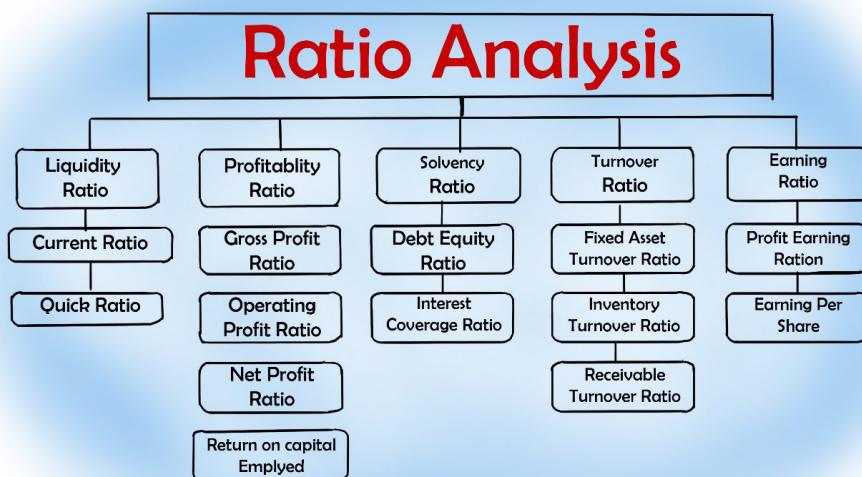 Ratio Analysis
Liquidity
Ratio
Current Ratio
Quick Ratio
Profitablity
Ratio
Gross Profit
Ratio
Operating
Profit Ratio
Net Profit
Ratio
Return on capital
Emplyed
Solvency
Ratio
Debt Equity
Ratio
Interest
Coverage Ratio
Turnover
Ratio
Fixed Asset
Turnover Ratio
Inventory
Turnover Ratio
Receivable
Turnover Ratio
Earning
Ratio
Profit Earning
Ration
Earning Per
Share